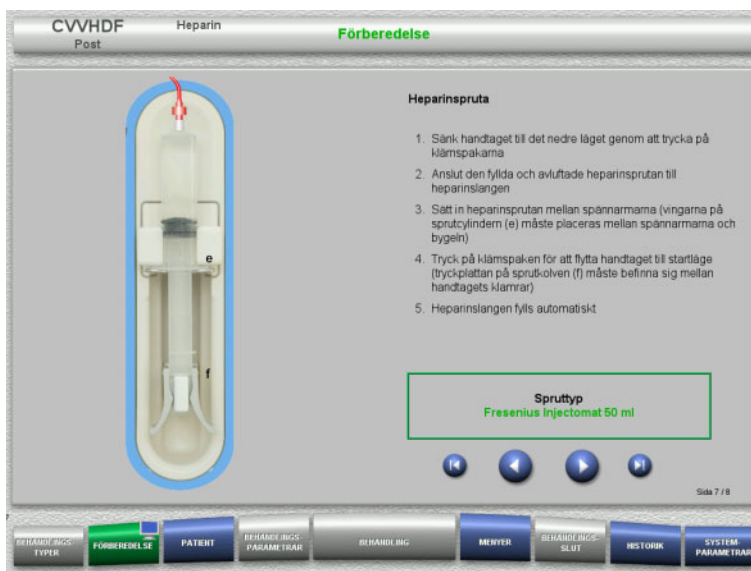 CVVHDF
Post
Heparin
Förberedelse
e
f
Heparinspruta
1. Sänk handtaget till det nedre läget genom att trycka på
klämspakarna
2. Anslut den fyllda och avluftade heparinsprutan till
heparinslangen
3. Sätt in heparinsprutan mellan spännarmarna (vingarna på
sprutcylindern (e) måste placeras mellan spännarmarna och
bygeln)
4. Tryck på klämspaken för att flytta handtaget till startläge
(tryckplattan på sprutkolven (f) måste befinna sig mellan
handtagets klamrar)
5. Heparinslangen fylls automatiskt
Spruttyp
Fresenius Injectomat 50 ml
Sida 7 / 8
BEHANDLINGS-
TYPER
FÖRBEREDELSE
PATIENT
BEHANDLINGS-
PARAMETRAR
BEHANDLING
MENYER
BEHANDLINGS-
SLUT
HISTORIK
SYSTEM-
PARAMETRAR